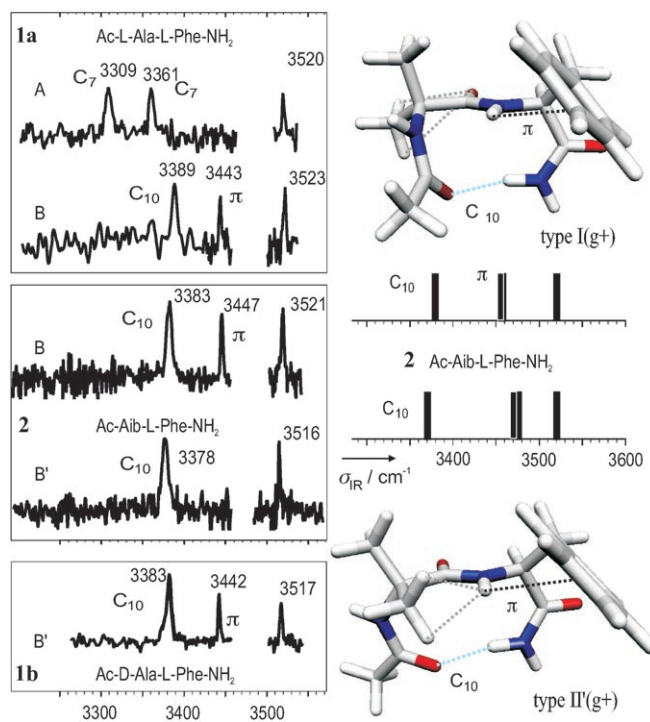 1a Ac-L-Ala-L-Phe-NH2
A C7 3309 3361 C7 3520
B 3389 3443 π 3523
π
C 10
type I(g+)
B C10 3383 3447 π 3521
2 Ac-Aib-L-Phe-NH2
B' C10 3378 3516
C10 π
2 Ac-Aib-L-Phe-NH2
C10
σIR / cm-1 3400 3500 3600
B' C10 3383 3442 π 3517
1b Ac-D-Ala-L-Phe-NH2
3300 3400 3500
π
C10
type II'(g+)